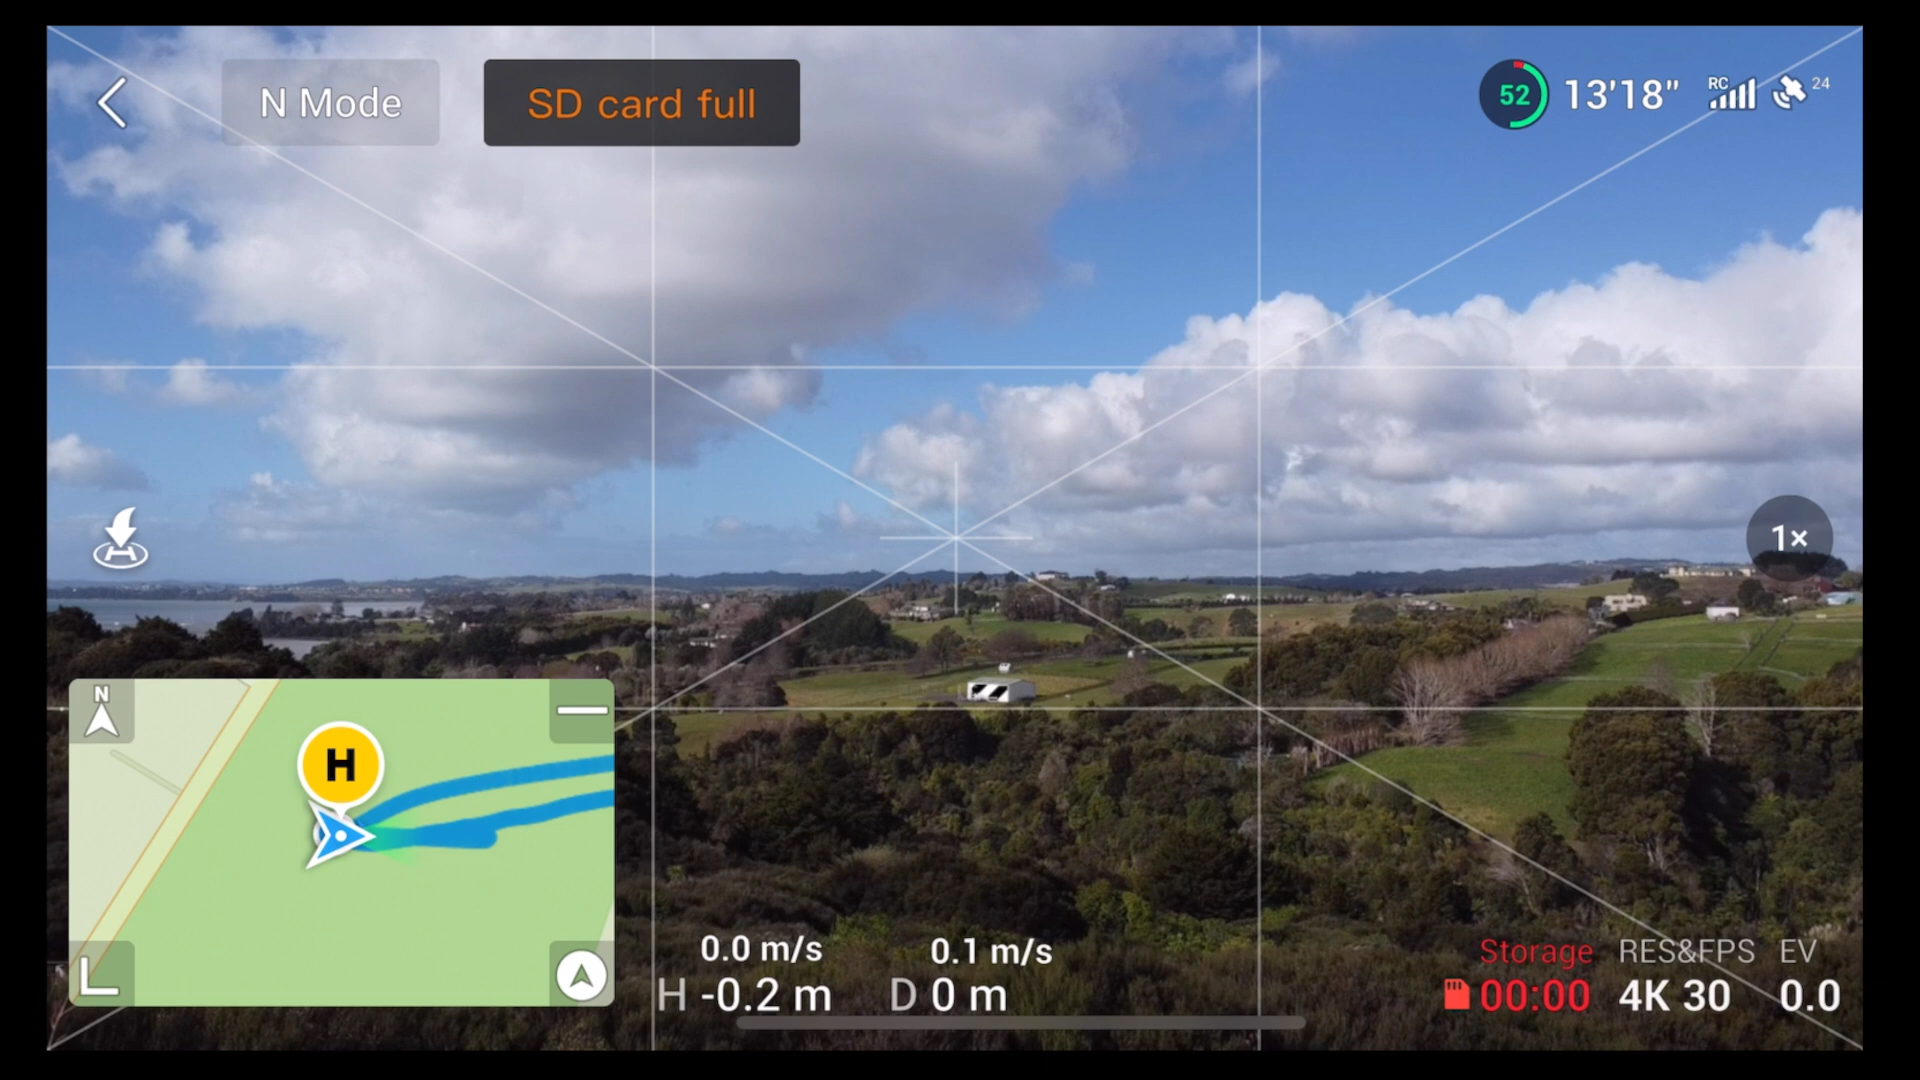 N Mode
SD card full
52
13'18"
RC
24
1×
N
H
0.0 m/s
0.1 m/s
H -0.2 m
D 0 m
Storage
RES&FPS
EV
00:00
4K 30
0.0